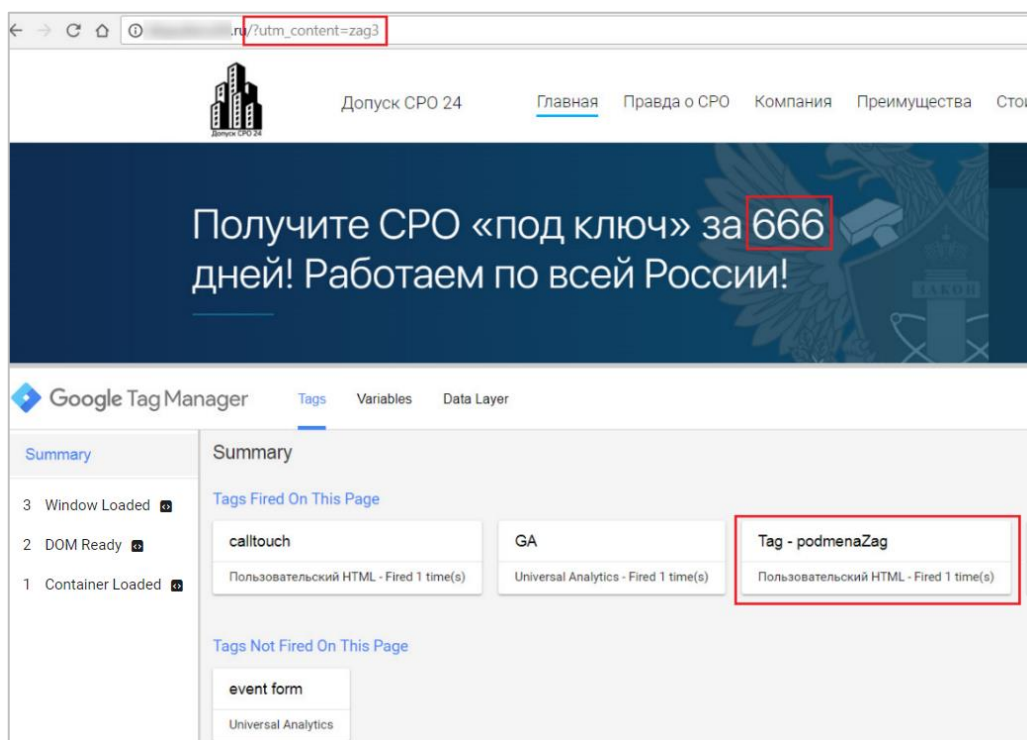 .ru/?utm_content=zag3
Допуск СРО 24
Допуск СРО 24 Главная Правда о СРО Компания Преимущества
Получите СРО «под ключ» за 666
дней! Работаем по всей России!
ЗАКОН
Google Tag Manager Tags Variables Data Layer
Summary
3 Window Loaded
2 DOM Ready
1 Container Loaded
Summary
Tags Fired On This Page
calltouch GA Tag - podmenaZag
Пользовательский HTML - Fired 1 time(s) Universal Analytics - Fired 1 time(s) Пользовательский HTML - Fired 1 time(s)
Tags Not Fired On This Page
event form
Universal Analytics